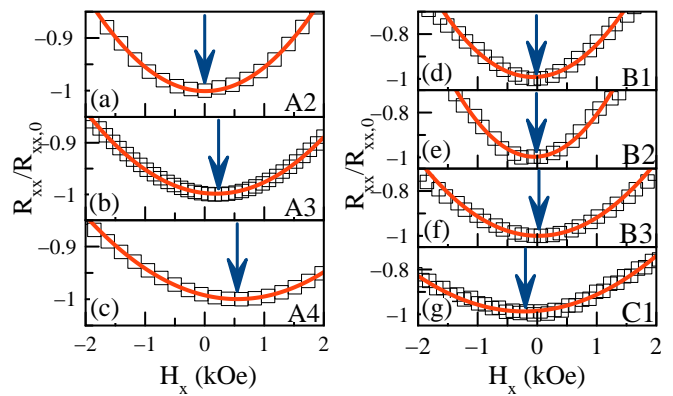 R_xx/R_xx,0
−0.9
−1
(a)
A2
−0.9
−1
(b)
A3
−0.9
−1
(c)
A4
−2 −1 0 1 2
H_x (kOe)
R_xx/R_xx,0
−0.8
−1
(d)
B1
−0.8
−1
(e)
B2
−0.8
−1
(f)
B3
−0.8
−1
(g)
C1
−2 −1 0 1 2
H_x (kOe)